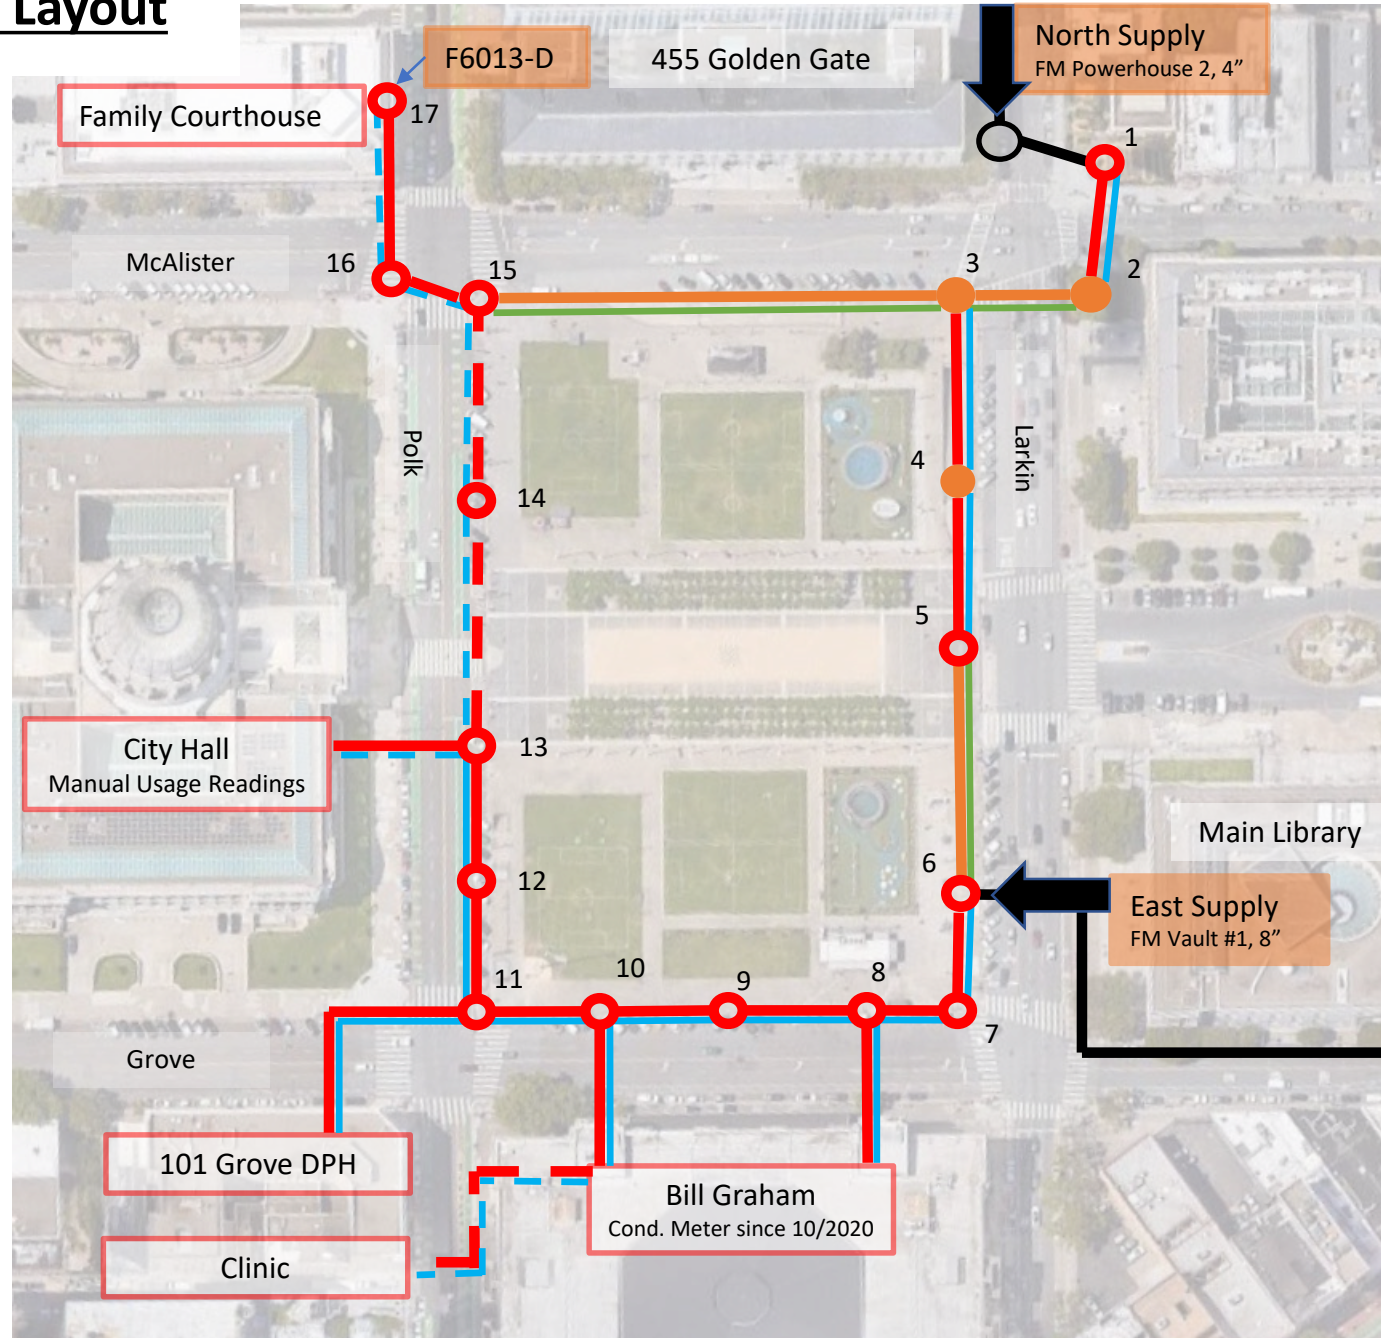 Layout
F6013-D
455 Golden Gate
North Supply
FM Powerhouse 2, 4”
Family Courthouse
17
1
McAlister
16
15
3
2
Polk
Larkin
4
14
5
City Hall
Manual Usage Readings
13
Main Library
6
12
East Supply
FM Vault #1, 8”
11
10
9
8
7
Grove
101 Grove DPH
Bill Graham
Cond. Meter since 10/2020
Clinic